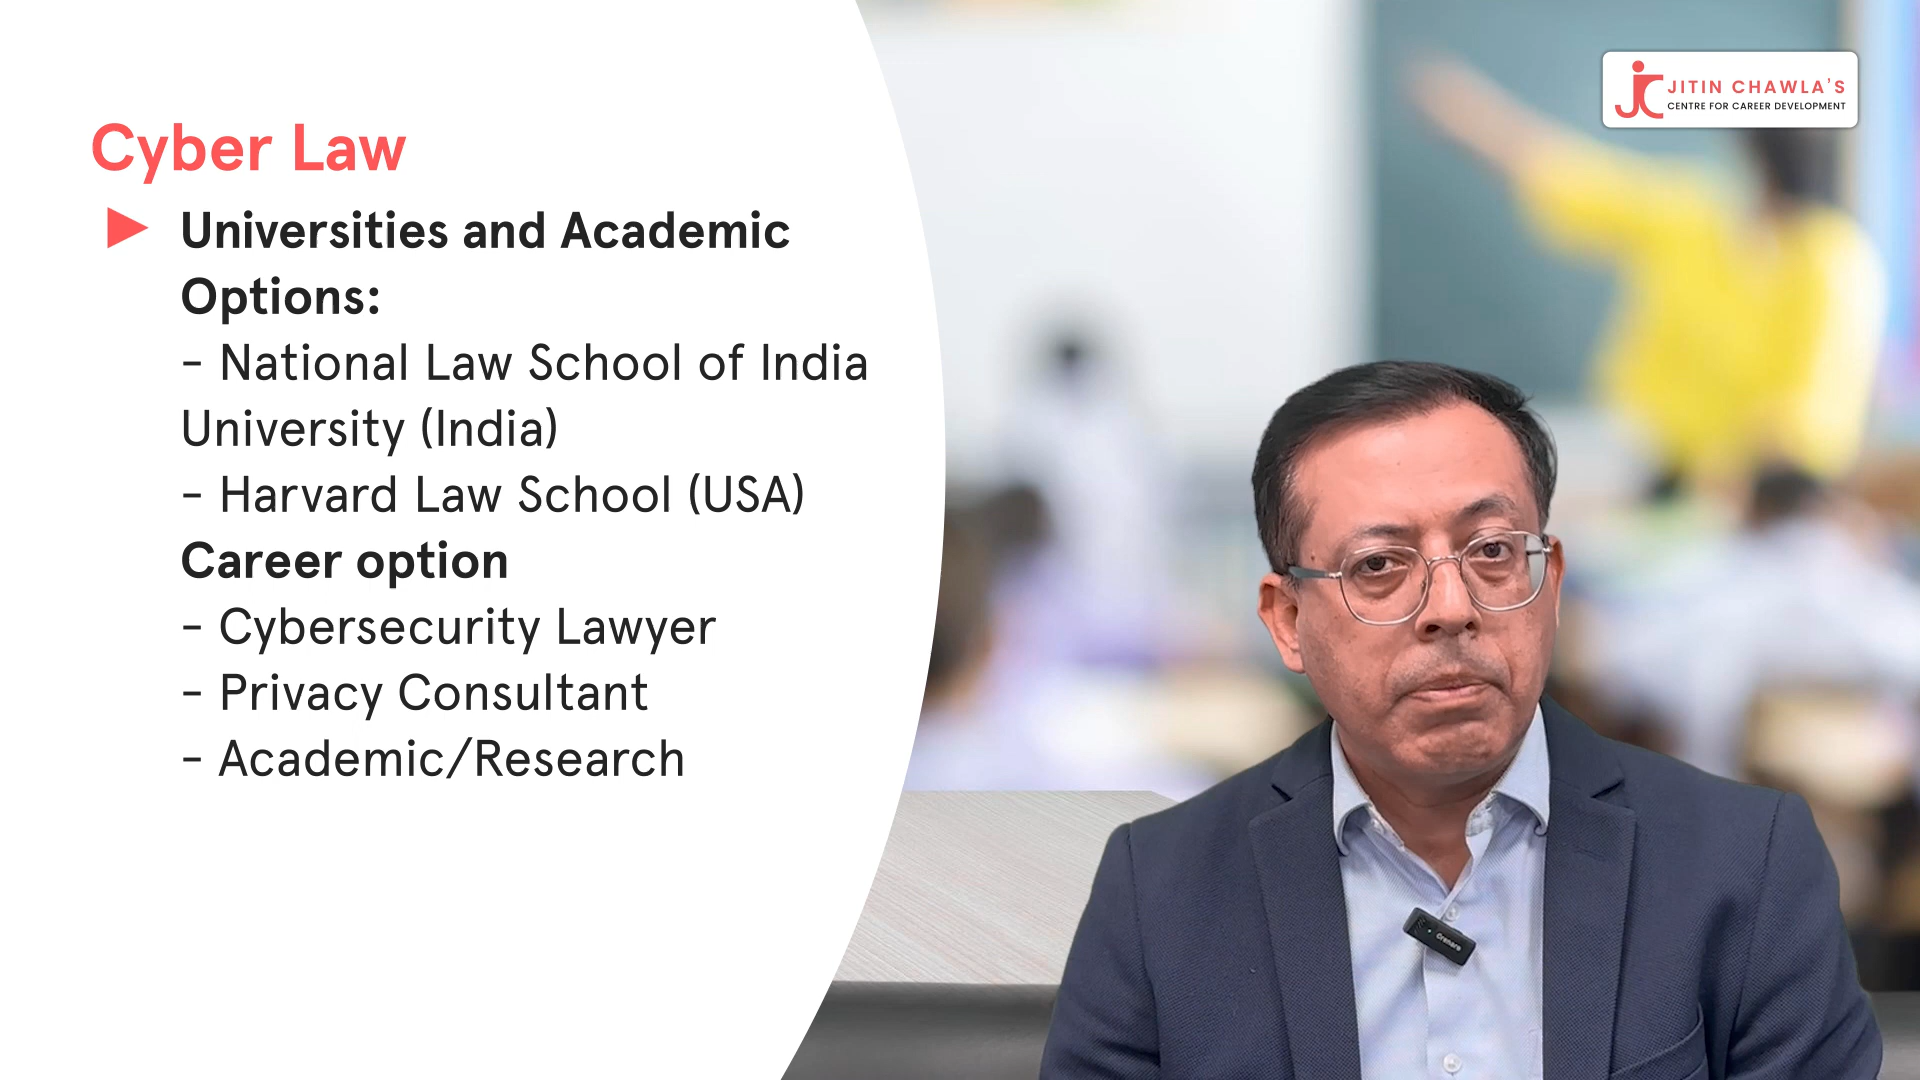 Cyber Law
Universities and Academic
Options:
- National Law School of India
University (India)
- Harvard Law School (USA)
Career option
- Cybersecurity Lawyer
- Privacy Consultant
- Academic/Research
JITIN CHAWLA'S
CENTRE FOR CAREER DEVELOPMENT